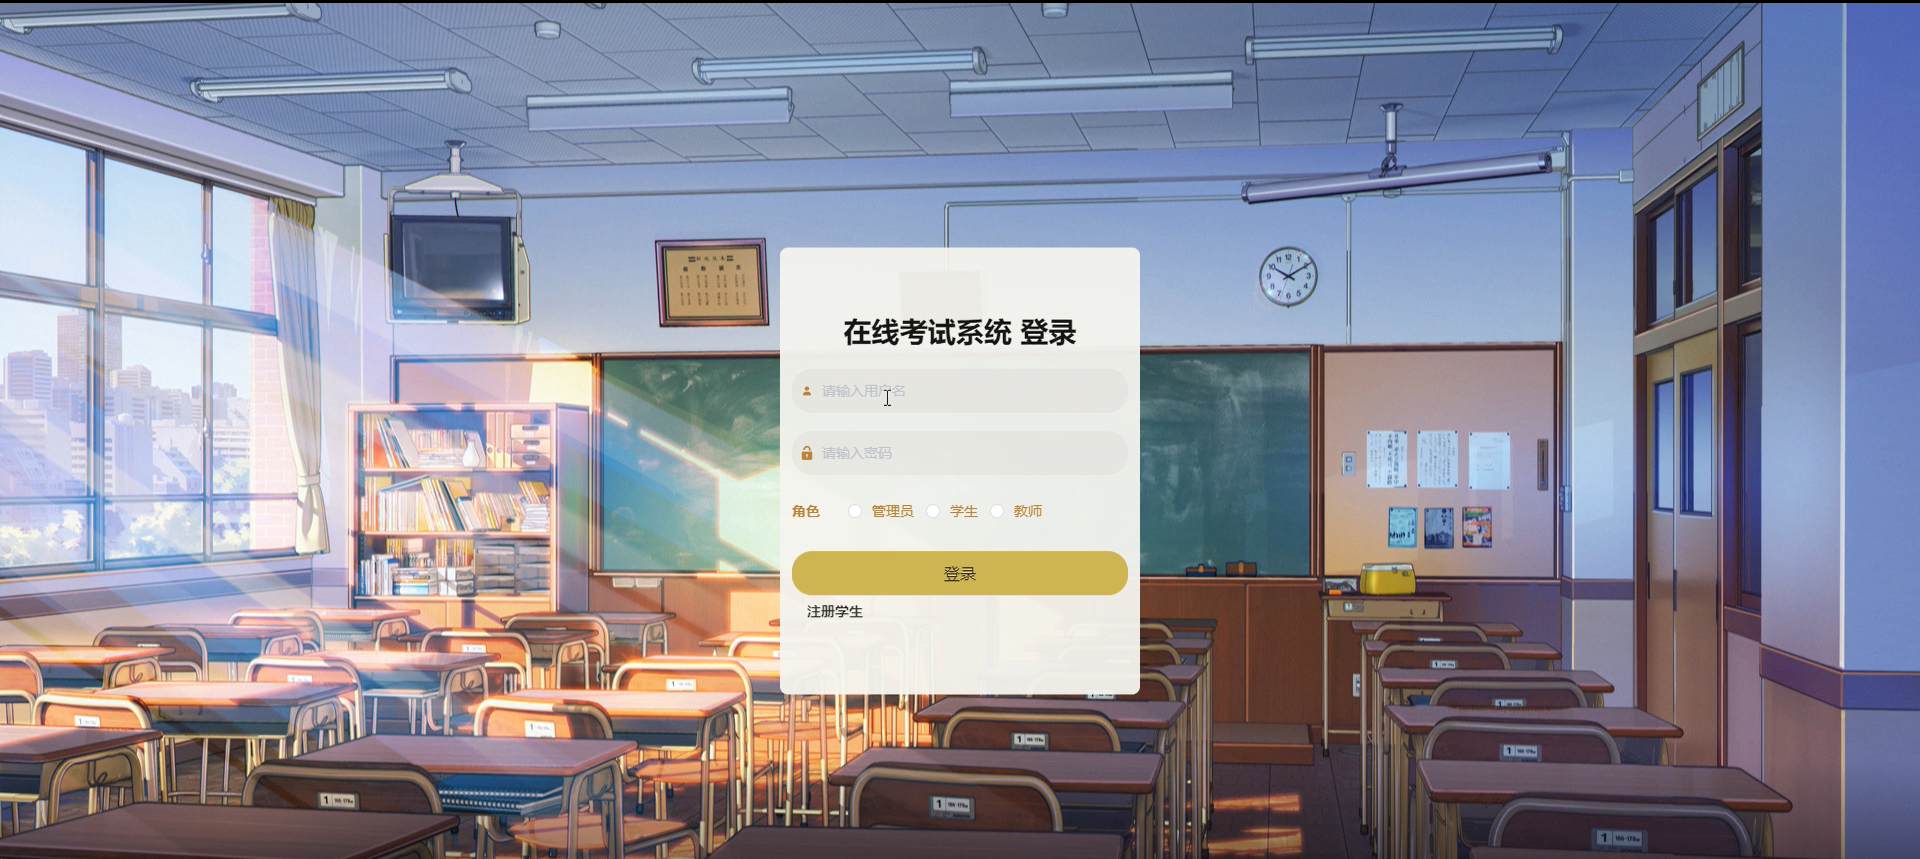 在线考试系统 登录
请输入用户名
请输入密码
角色 管理员 学生 教师
登录
注册学生